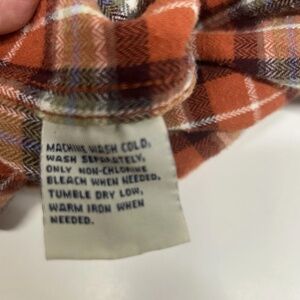 MACHINE WASH COLD,
WASH SEPARATELY,
ONLY NON-CHLORINE
BLEACH WHEN NEEDED.
TUMBLE DRY LOW,
WARM IRON WHEN
NEEDED.